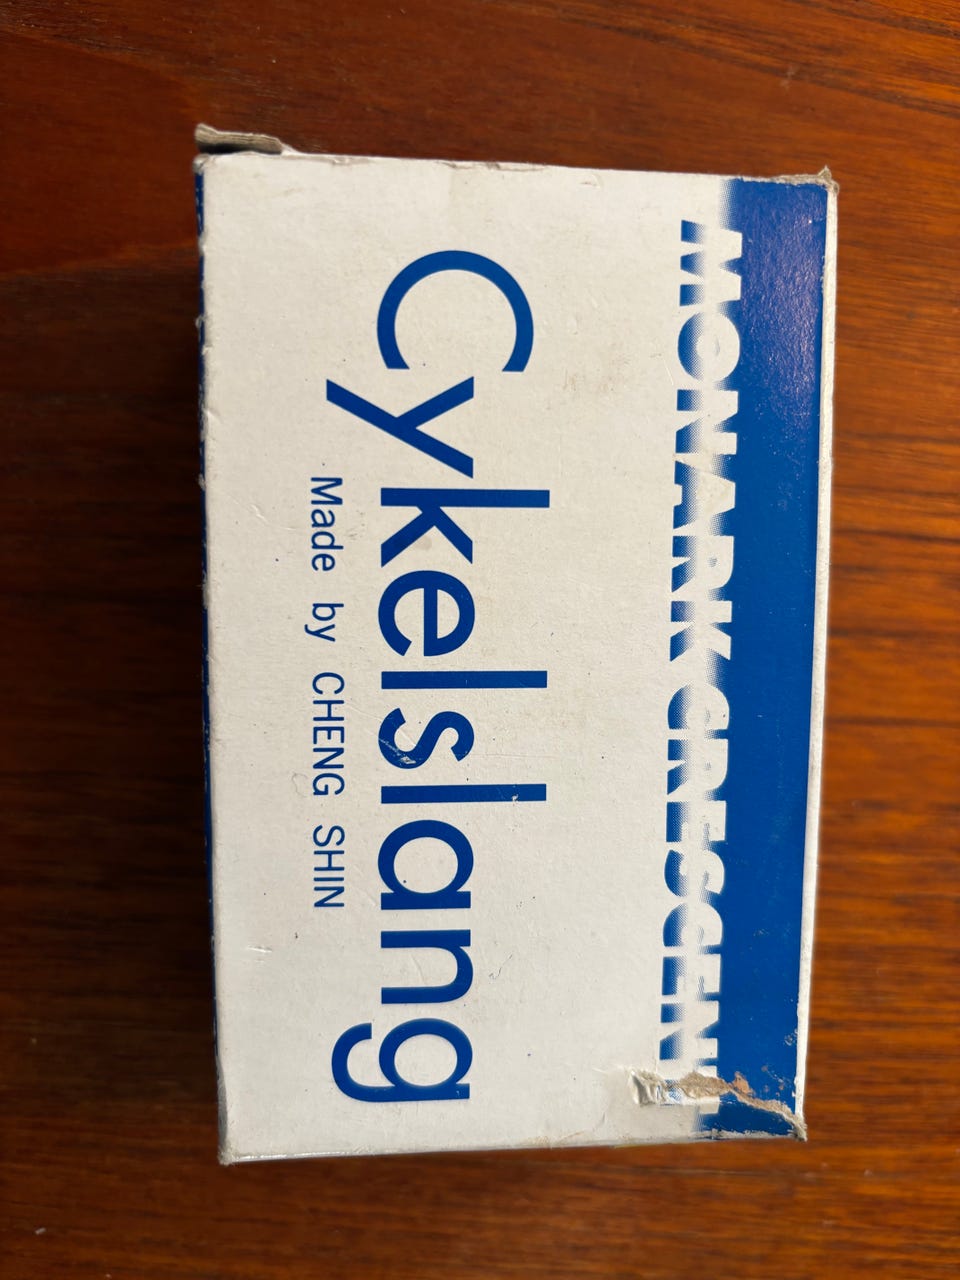 MONARK CRESCENT
Cykelslang
Made by CHENG SHIN